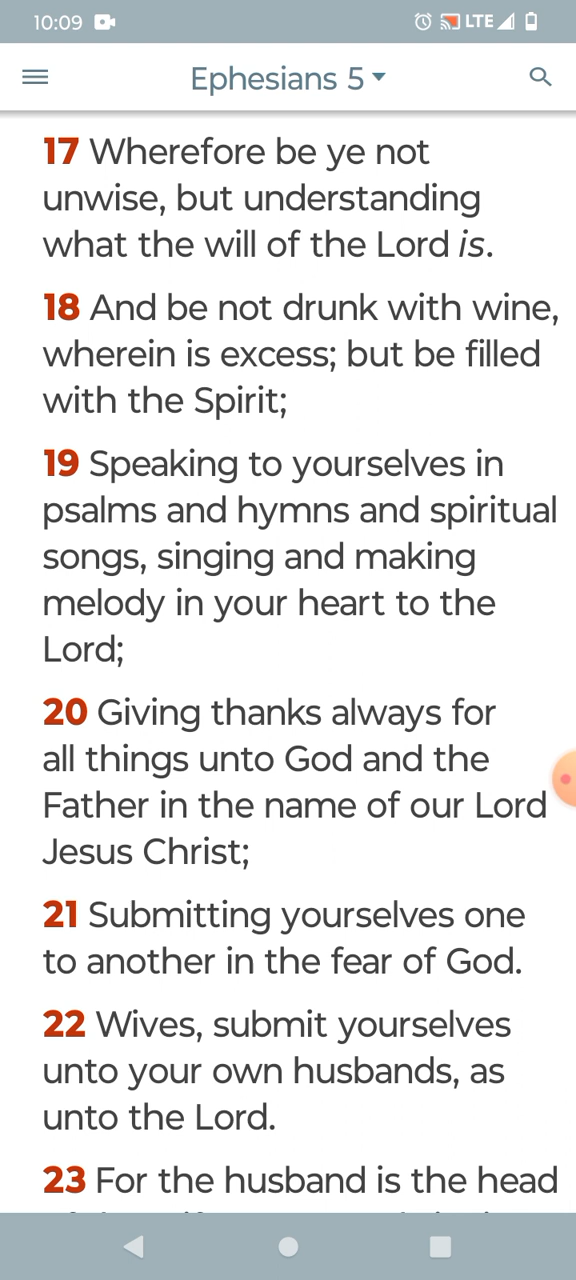 10:09 LTE
Ephesians 5
17 Wherefore be ye not
unwise, but understanding
what the will of the Lord is.
18 And be not drunk with wine,
wherein is excess; but be filled
with the Spirit;
19 Speaking to yourselves in
psalms and hymns and spiritual
songs, singing and making
melody in your heart to the
Lord;
20 Giving thanks always for
all things unto God and the
Father in the name of our Lord
Jesus Christ;
21 Submitting yourselves one
to another in the fear of God.
22 Wives, submit yourselves
unto your own husbands, as
unto the Lord.
23 For the husband is the head